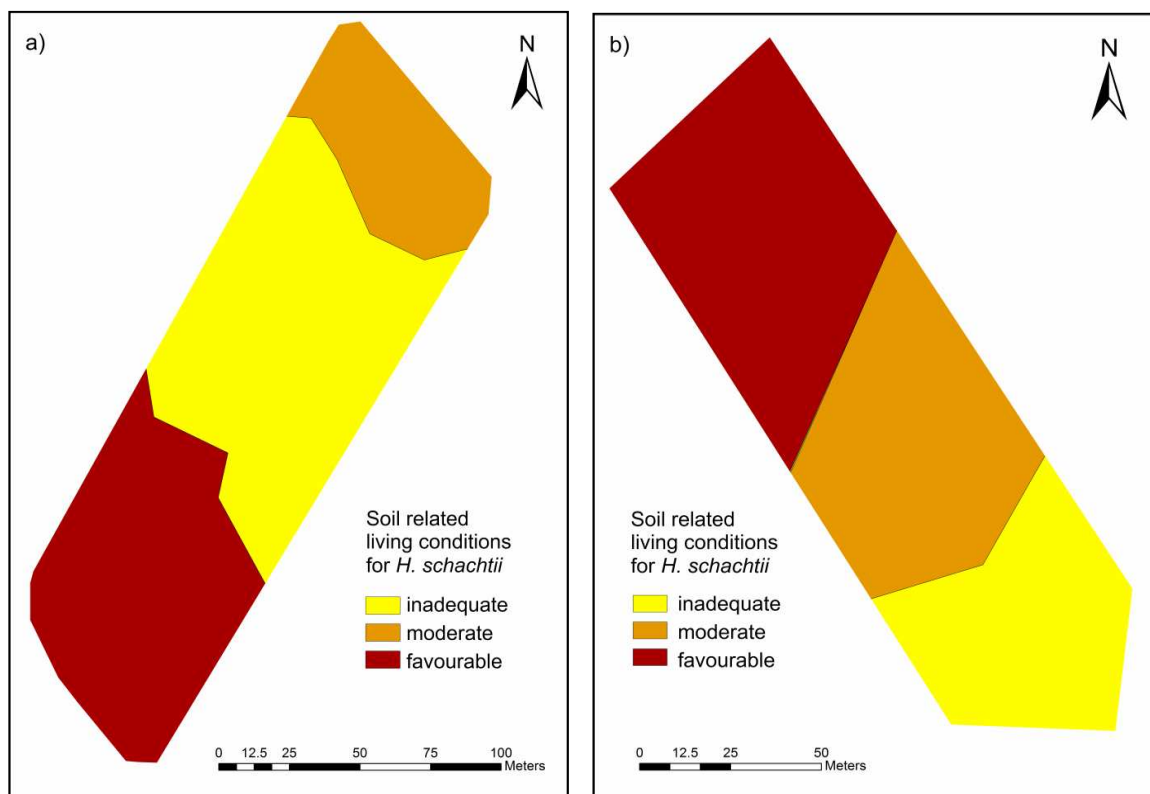 a)
N
Soil related
living conditions
for H. schachtii
inadequate
moderate
favourable
0 12.5 25 50 75 100
Meters
b)
N
Soil related
living conditions
for H. schachtii
inadequate
moderate
favourable
0 12.5 25 50
Meters